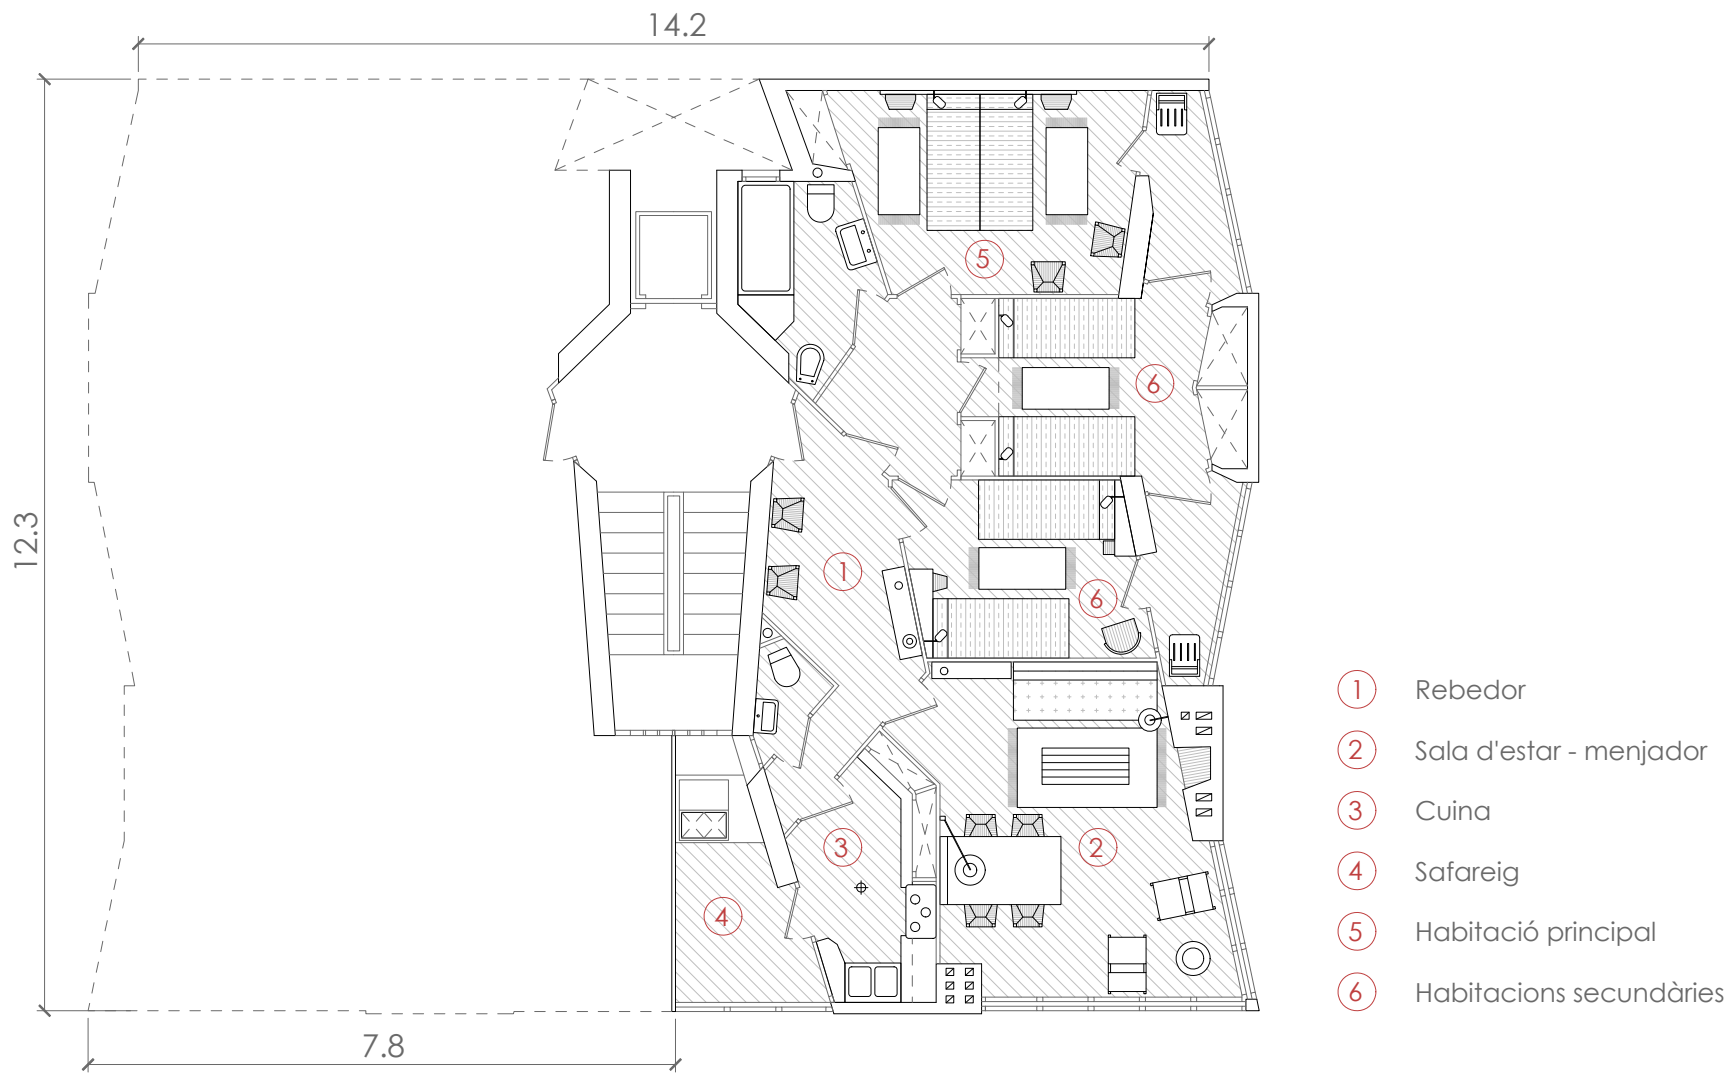 14.2
12.3
5
6
1
6
3
2
4
7.8
1 Rebedor
2 Sala d'estar - menjador
3 Cuina
4 Safareig
5 Habitació principal
6 Habitacions secundàries